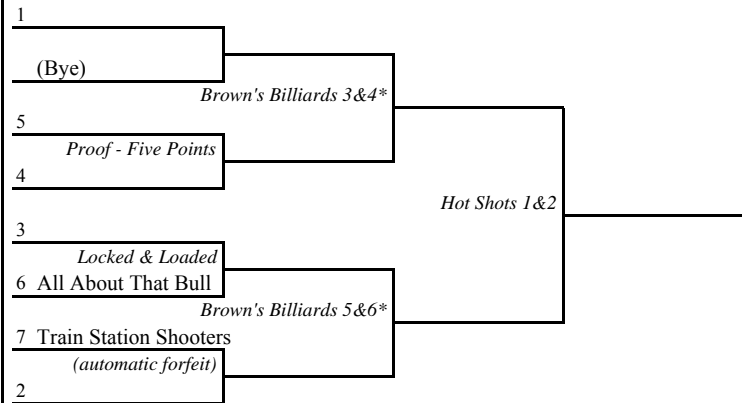 1
(Bye)
Brown's Billiards 3&4*
5
Proof - Five Points
4
Hot Shots 1&2
3
Locked & Loaded
6 All About That Bull
Brown's Billiards 5&6*
7 Train Station Shooters
(automatic forfeit)
2